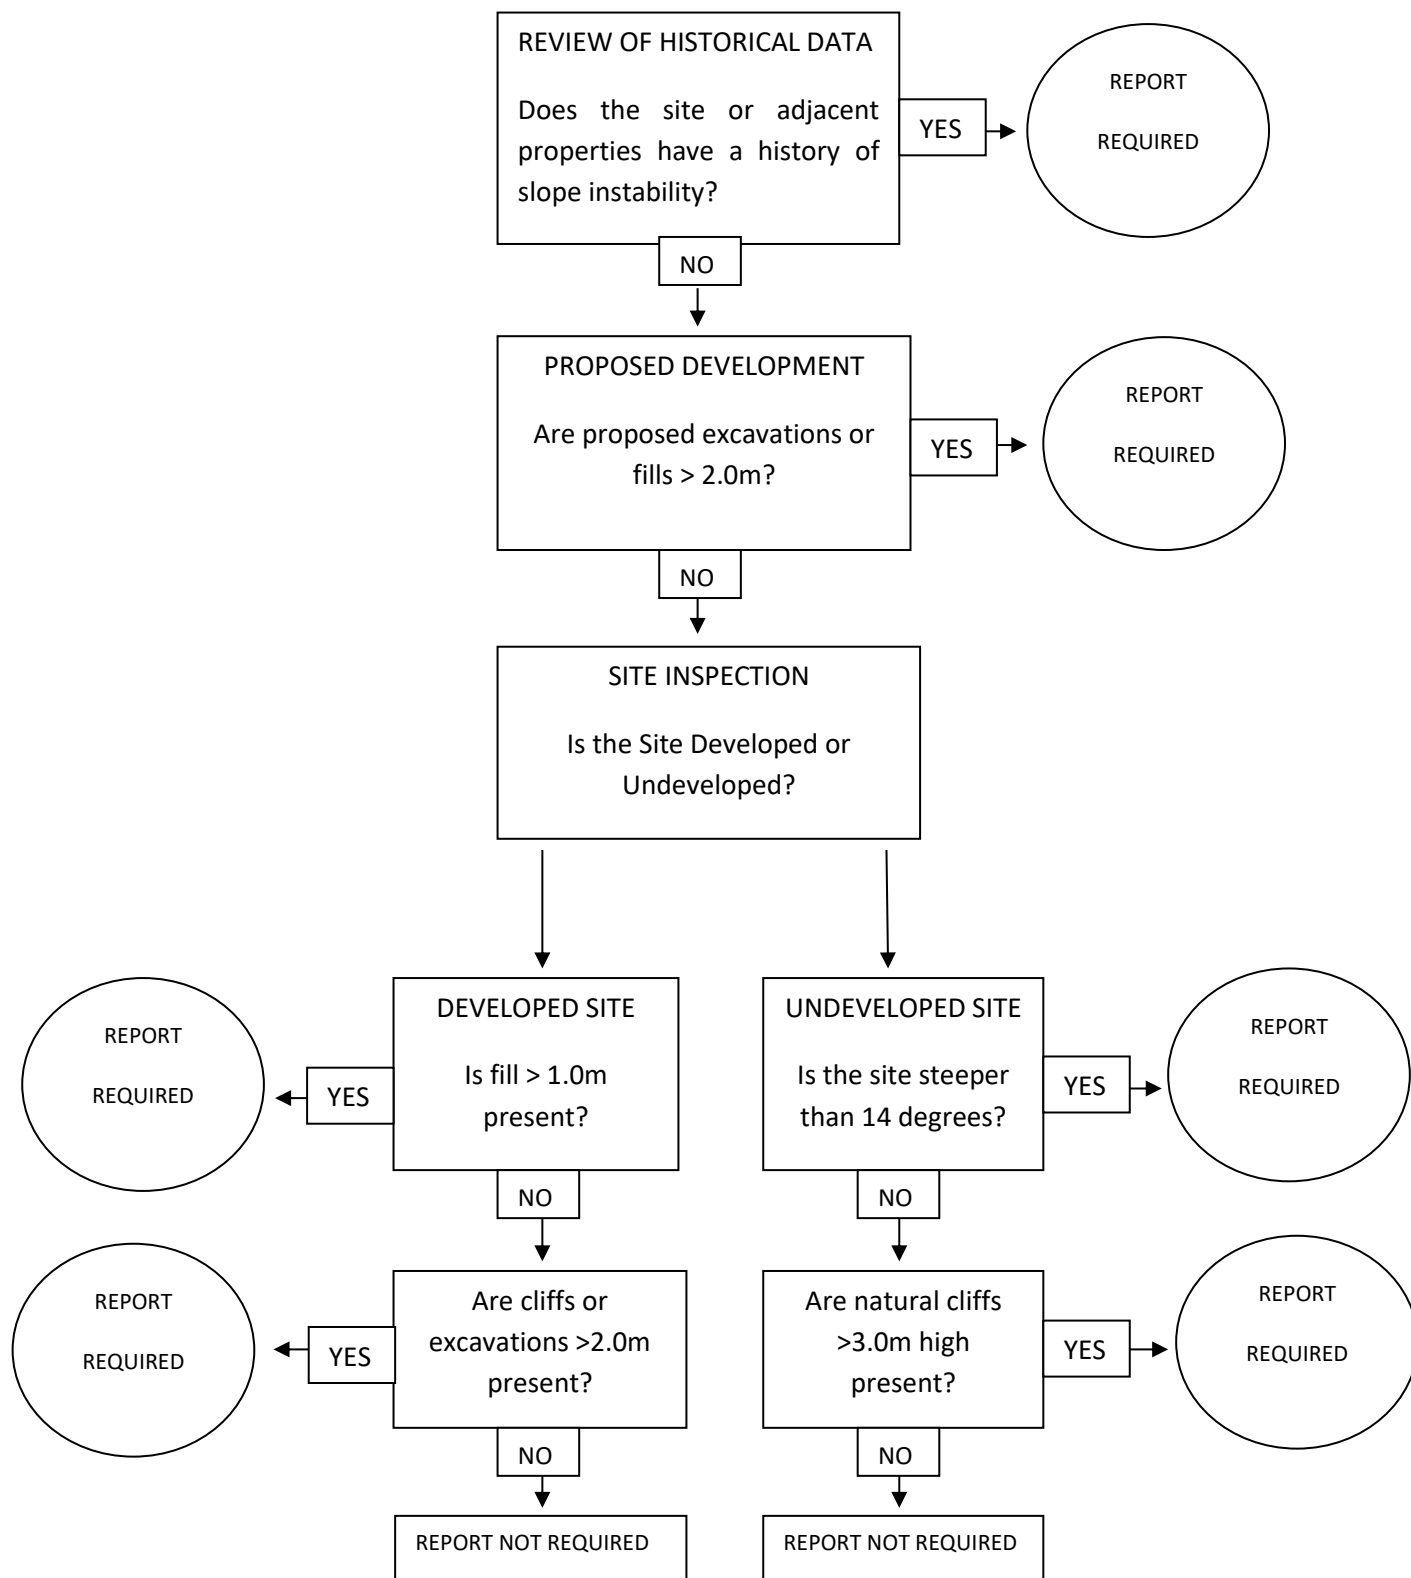 REVIEW OF HISTORICAL DATA
Does the site or adjacent
properties have a history of
slope instability?
YES
REPORT
REQUIRED
NO
PROPOSED DEVELOPMENT
Are proposed excavations or
fills > 2.0m?
YES
REPORT
REQUIRED
NO
SITE INSPECTION
Is the Site Developed or
Undeveloped?
DEVELOPED SITE
Is fill > 1.0m
present?
YES
REPORT
REQUIRED
NO
Are cliffs or
excavations >2.0m
present?
YES
REPORT
REQUIRED
NO
REPORT NOT REQUIRED
UNDEVELOPED SITE
Is the site steeper
than 14 degrees?
YES
REPORT
REQUIRED
NO
Are natural cliffs
>3.0m high
present?
YES
REPORT
REQUIRED
NO
REPORT NOT REQUIRED